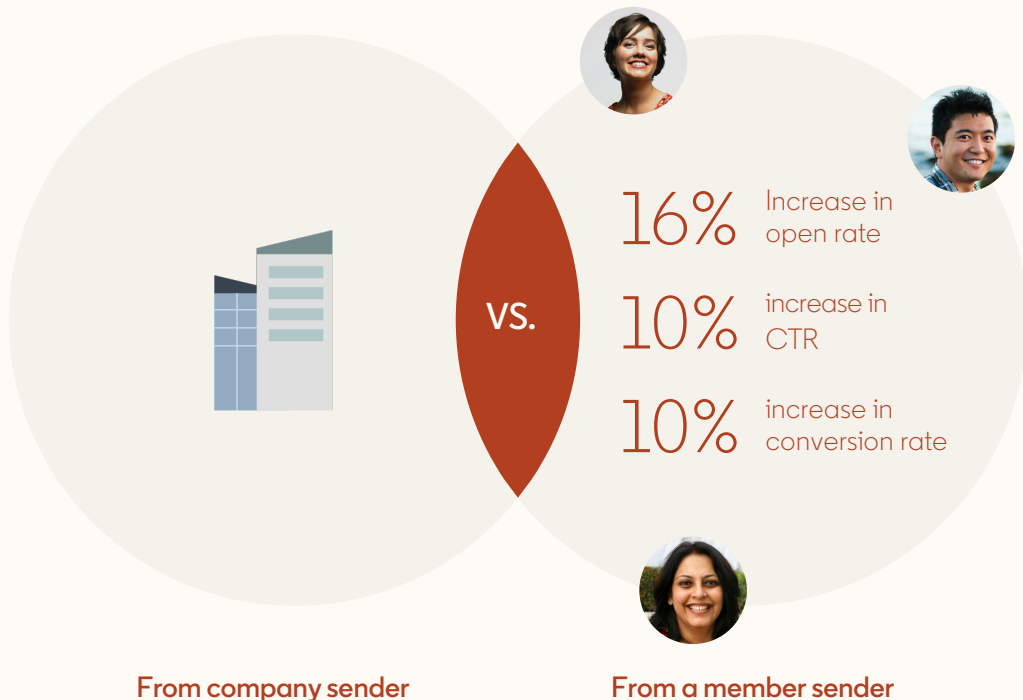 VS.
16%
Increase in
open rate
10%
increase in
CTR
10%
increase in
conversion rate
From company sender
From a member sender